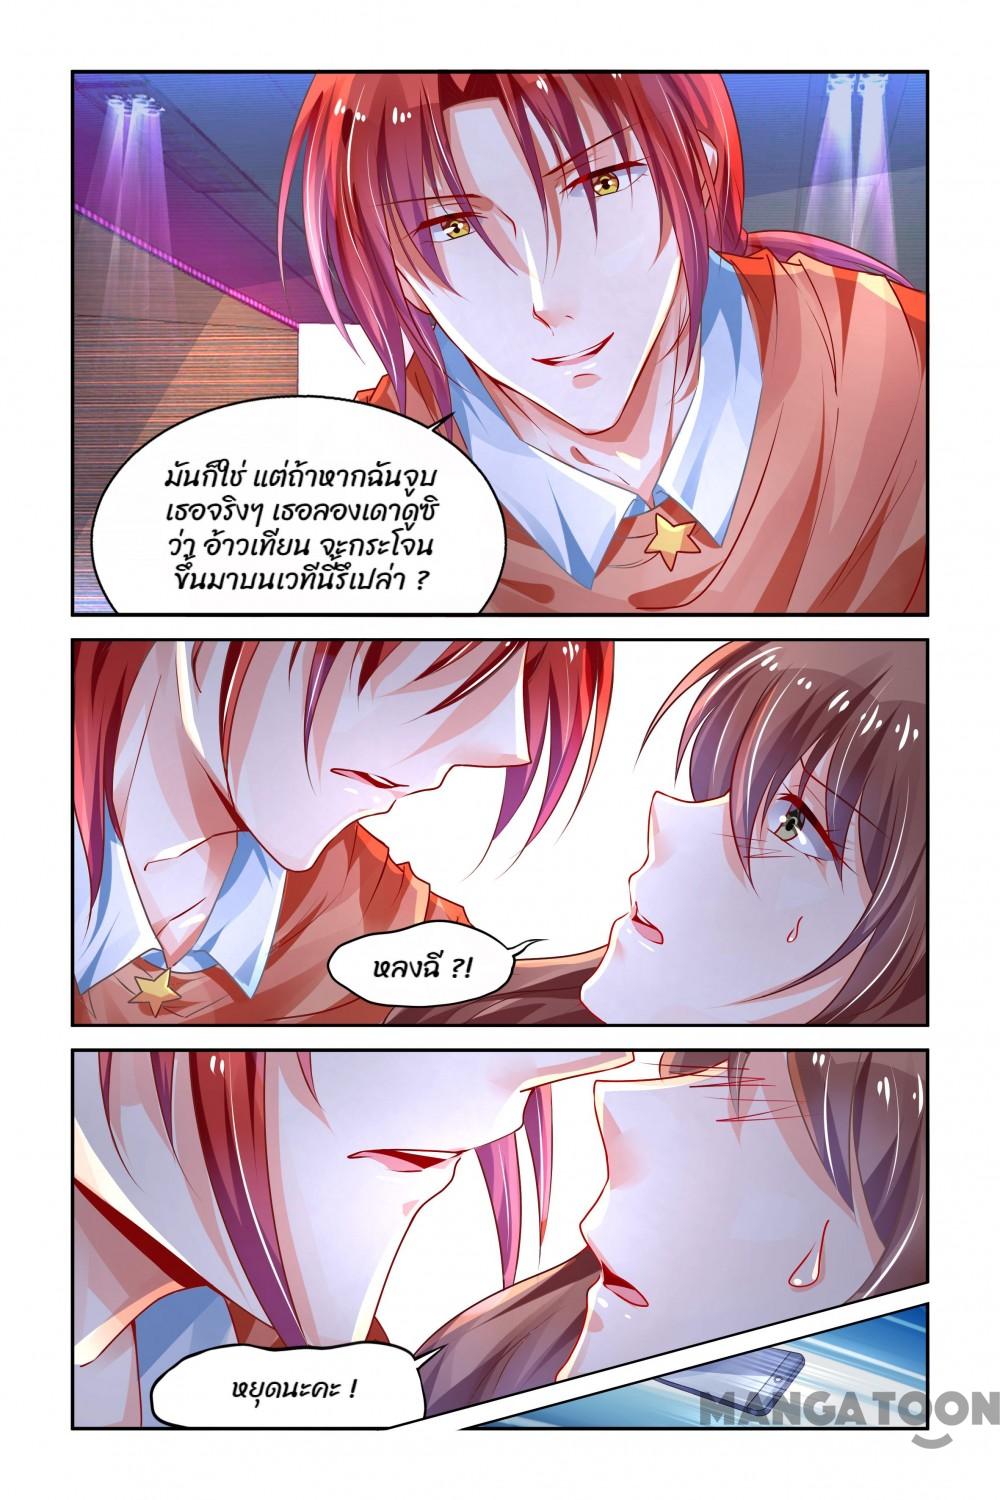 มันก็ใช่ แต่ถ้าหากฉันจูบ
เธอจริงๆ เธอลองเดาดูซิ
ว่า อ้าวเทียน จะกระโจน
ขึ้นมาบนเวทีนี้รึเปล่า ?
หลงฉี ?!
หยุดนะคะ !
MANGATOON